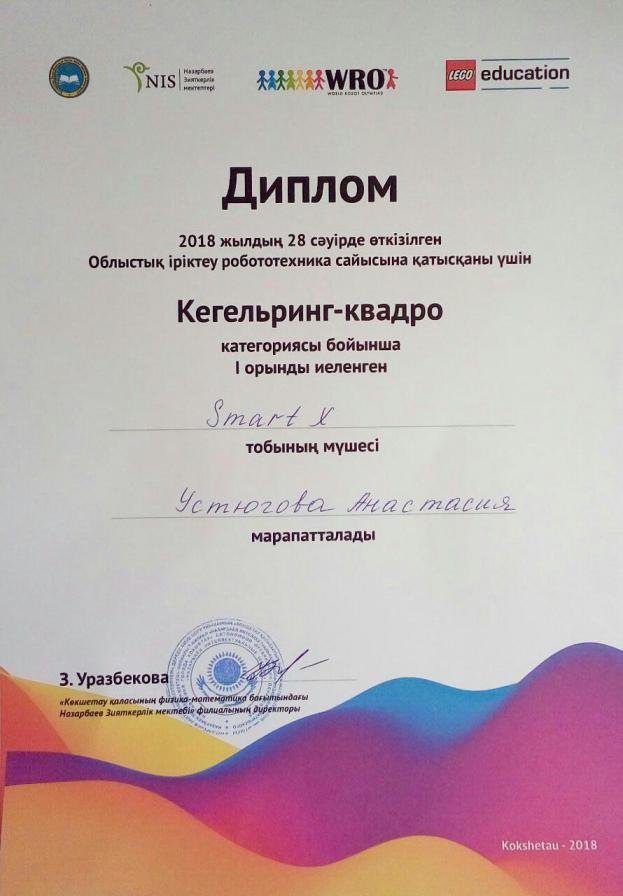 NIS
Назарбаев
Зияткерлік
мектептері
WRO
WORLD ROBOT OLYMPIAD
LEGO education
Диплом
2018 жылдың 28 сәуірде өткізілген
Облыстық іріктеу робототехника сайысына қатысқаны үшін
Кегельринг-квадро
категориясы бойынша
I орынды иеленген
Smart X
тобының мүшесі
Устюгова Анастасия
марапатталады
З. Уразбекова
«Көкшетау қаласының физика-математика бағытындағы
Назарбаев Зияткерлік мектебі» филиалының директоры
Kokshetau - 2018